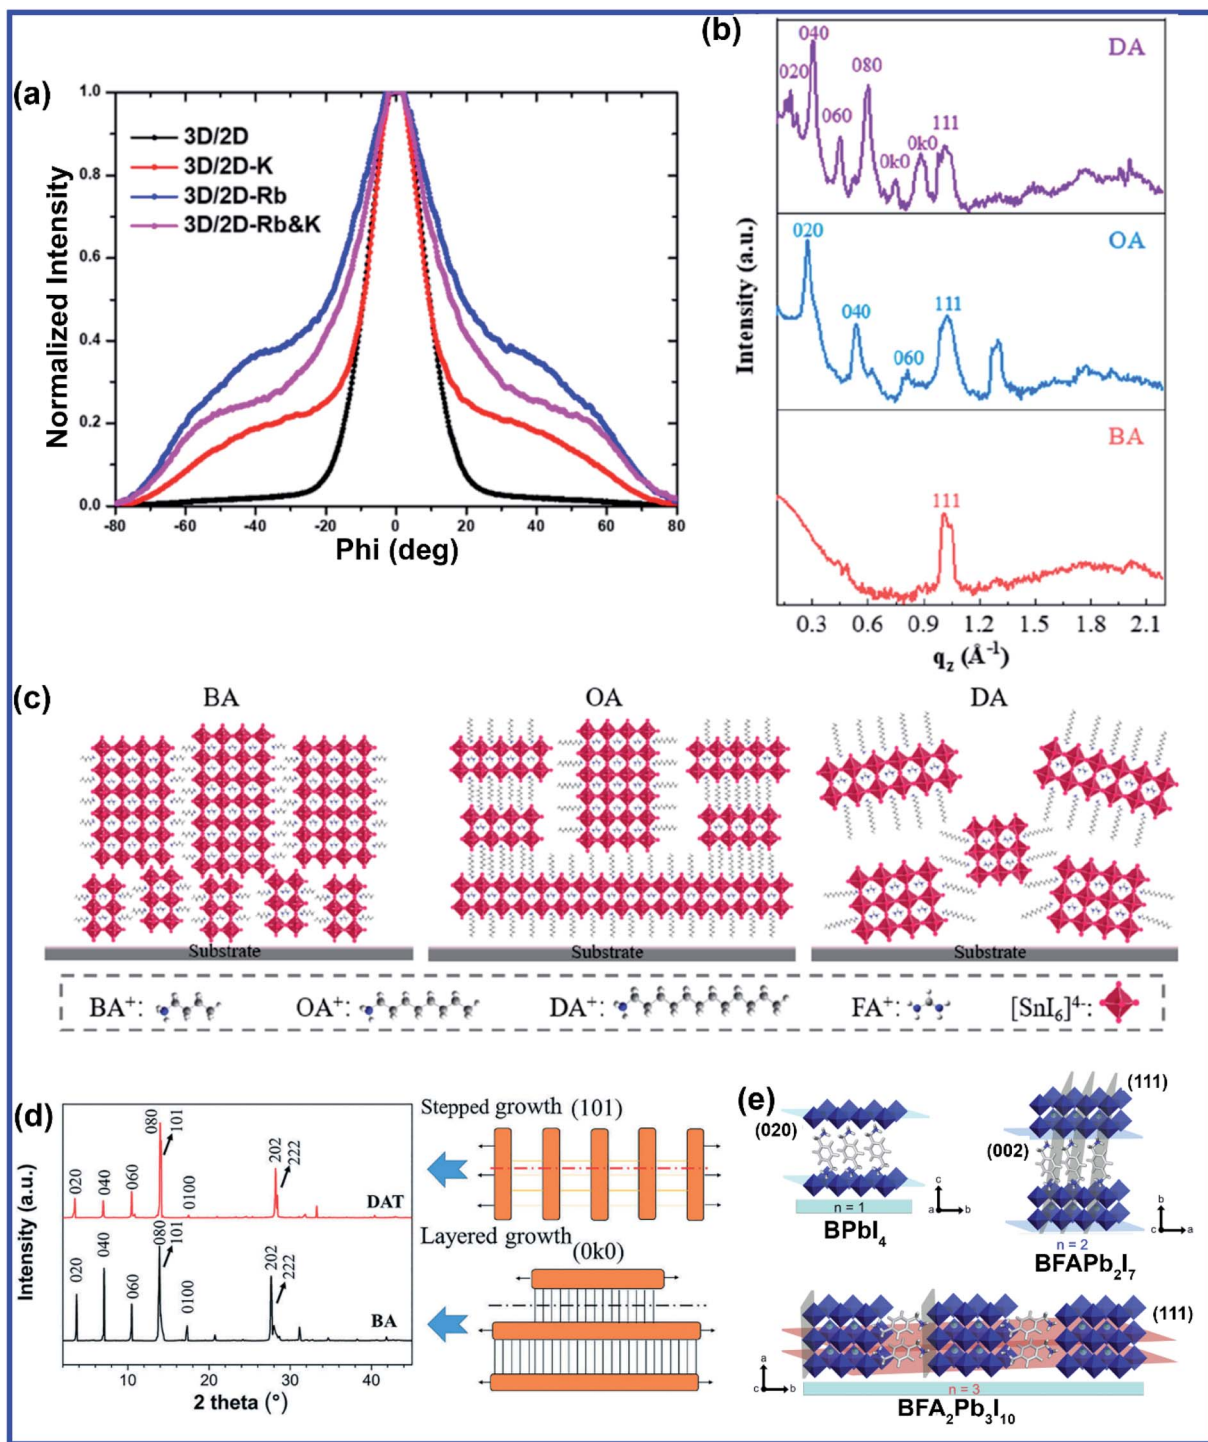 (a)
1.0
0.8
0.6
0.4
0.2
0.0
Normalized Intensity
3D/2D
3D/2D-K
3D/2D-Rb
3D/2D-Rb&K
-80 -60 -40 -20 0 20 40 60 80
Phi (deg)
(b)
DA
020
040
060
080
0k0
0k0
111
OA
020
040
060
111
BA
111
Intensity (a.u.)
0.3 0.6 0.9 1.2 1.5 1.8 2.1
q_z (Å⁻¹)
(c)
BA OA DA
Substrate Substrate Substrate
BA⁺: OA⁺: DA⁺: FA⁺: [SnI₆]⁴⁻:
(d)
Intensity (a.u.)
020
040
060
080
101
0100
202
222
DAT
020
040
060
080
101
0100
202
222
BA
10 20 30 40
2 theta (°)
Stepped growth (101)
Layered growth (0k0)
(e)
(020)
n = 1
c
a b
BPbI₄
(111)
(002)
n = 2
b
c a
BFAPb₂I₇
(111)
a
c b
n = 3
BFA₂Pb₃I₁₀